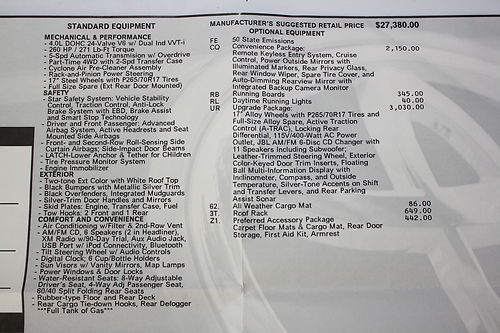 STANDARD EQUIPMENT
MECHANICAL & PERFORMANCE
- 4.0L DOHC 24-Valve V6 w/ Dual Ind VVT-i
- 260 HP / 271 Lb-Ft Torque
- 5-Spd Automatic Transmission w/ Overdrive
- Part-Time 4WD with 2-Spd Transfer Case
- Cyclone Air Pre-Cleaner Assembly
- Rack-and-Pinion Power Steering
- 17" Steel Wheels with P265/70R17 Tires
- Full Size Spare (Ext Rear Door Mounted)
SAFETY
- Star Safety System: Vehicle Stability
Control, Traction Control, Anti-Lock
Brake System with EBD, Brake Assist
and Smart Stop Technology
- Driver and Front Passenger: Advanced
Airbag System, Active Headrests and Seat
Mounted Side Airbags
- Front- and Second-Row Roll-Sensing Side
Curtain Airbags; Side-Impact Door Beams
- LATCH-Lower Anchor & Tether for Children
- Tire Pressure Monitor System
- Engine Immobilizer
EXTERIOR
- Two-tone Ext Color with White Roof Top
- Black Bumpers with Metallic Silver Trim
- Black Overfenders, Integrated Mudguards
- Silver-Trim Door Handles and Mirrors
- Skid Plates: Engine, Transfer Case, Fuel
- Tow Hooks: 2 Front and 1 Rear
COMFORT AND CONVENIENCE
- Air Conditioning w/Filter & 2nd-Row Vent
- AM/FM CD, 6 Speakers (2 in Headliner),
XM Radio w/90-Day Trial, Aux Audio Jack,
USB Port w/ iPod Connectivity, Bluetooth
- Tilt Steering Wheel w/ Audio Controls
- Digital Clock; 6 Cup/Bottle Holders
- Sun Visors w/ Vanity Mirrors, Map Lamps
- Power Windows & Door Locks
- Water-Resistant Seats: 8-Way Adjustable
Driver's Seat, 4-Way Adj Passenger Seat,
60/40 Split Folding Rear Seats
- Rubber-type Floor and Rear Deck
- Rear Cargo Tie-down Hooks, Rear Defogger
***Full Tank of Gas***
MANUFACTURER'S SUGGESTED RETAIL PRICE $27,380.00
OPTIONAL EQUIPMENT
FE 50 State Emissions
CQ Convenience Package: 2,150.00
Remote Keyless Entry System, Cruise
Control, Power Outside Mirrors with
Illuminated Markers, Rear Privacy Glass,
Rear Window Wiper, Spare Tire Cover, and
Auto-Dimming Rearview Mirror with
Integrated Backup Camera Monitor
RB Running Boards 345.00
RL Daytime Running Lights 40.00
UR Upgrade Package: 3,030.00
17" Alloy Wheels with P265/70R17 Tires and
Full-Size Alloy Spare, Active Traction
Control (A-TRAC), Locking Rear
Differential, 115V/400-Watt AC Power
Outlet, JBL AM/FM 6-Disc CD Changer with
11 Speakers Including Subwoofer;
Leather-Trimmed Steering Wheel, Exterior
Color-Keyed Door Trim Inserts, Floating
Ball Multi-Information Display with
Inclinometer, Compass, and Outside
Temperature, Silver-Tone Accents on Shift
and Transfer Levers, and Rear Parking
Assist Sonar
62. All Weather Cargo Mat 86.00
3T. Roof Rack 649.00
Z1. Preferred Accessory Package 442.00
Carpet Floor Mats & Cargo Mat, Rear Door
Storage, First Aid Kit, Armrest